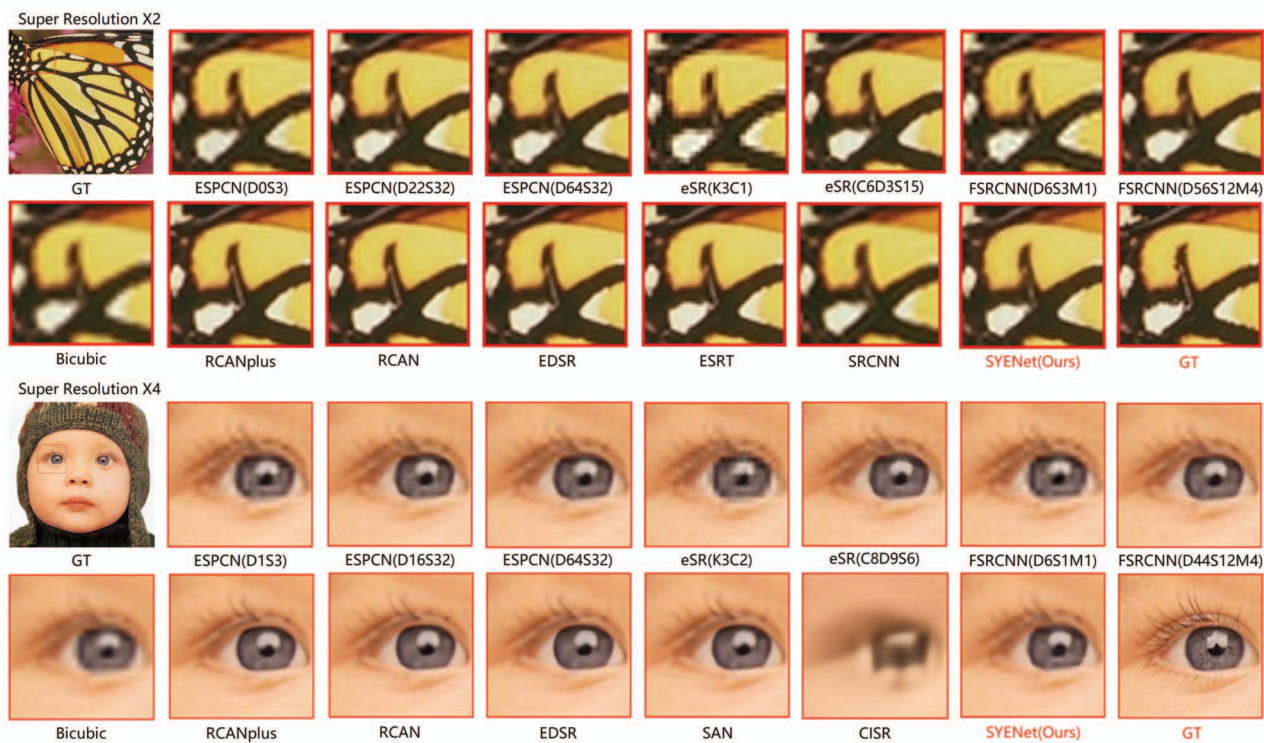 Super Resolution X2
GT ESPCN(D0S3) ESPCN(D22S32) ESPCN(D64S32) eSR(K3C1) eSR(C6D3S15) FSRCNN(D6S3M1) FSRCNN(D56S12M4)
Bicubic RCANplus RCAN EDSR ESRT SRCNN SYENet(Ours) GT
Super Resolution X4
GT ESPCN(D1S3) ESPCN(D16S32) ESPCN(D64S32) eSR(K3C2) eSR(C8D9S6) FSRCNN(D6S1M1) FSRCNN(D44S12M4)
Bicubic RCANplus RCAN EDSR SAN CISR SYENet(Ours) GT